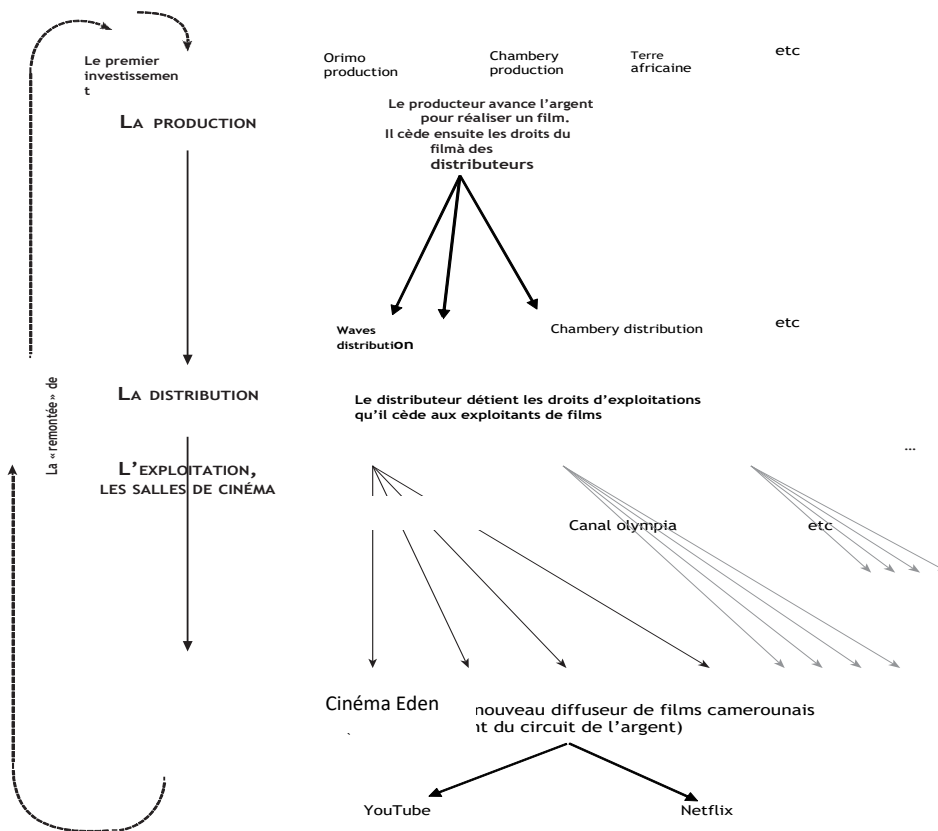 Le premier
investissemen
t
Orimo
production
Chambery
production
Terre
africaine
etc
LA PRODUCTION
Le producteur avance l’argent
pour réaliser un film.
Il cède ensuite les droits du
filmà des
distributeurs
Waves
distribution
Chambery distribution
etc
La « remontée » de
LA DISTRIBUTION
Le distributeur détient les droits d’exploitations
qu’il cède aux exploitants de films
...
L’EXPLOITATION,
LES SALLES DE CINÉMA
Canal olympia
etc
Cinéma Eden
nouveau diffuseur de films camerounais
du circuit de l’argent)
YouTube
Netflix